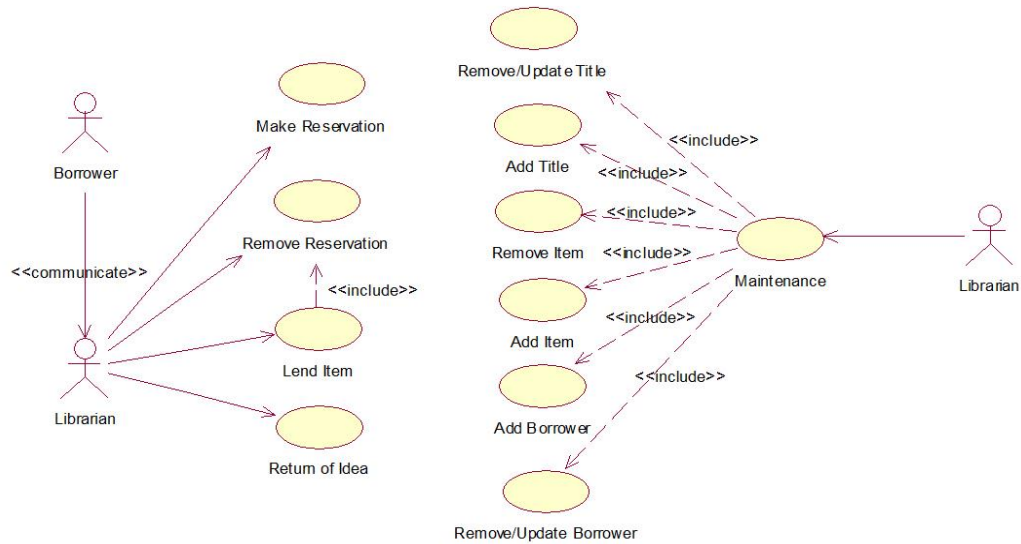 Borrower
<<communicate>>
Librarian
Make Reservation
Remove Reservation
<<include>>
Lend Item
Return of Idea
Remove/Update Title
<<include>>
Add Title
<<include>>
Remove Item
<<include>>
<<include>>
Add Item
<<include>>
Add Borrower
<<include>>
Remove/Update Borrower
Maintenance
Librarian